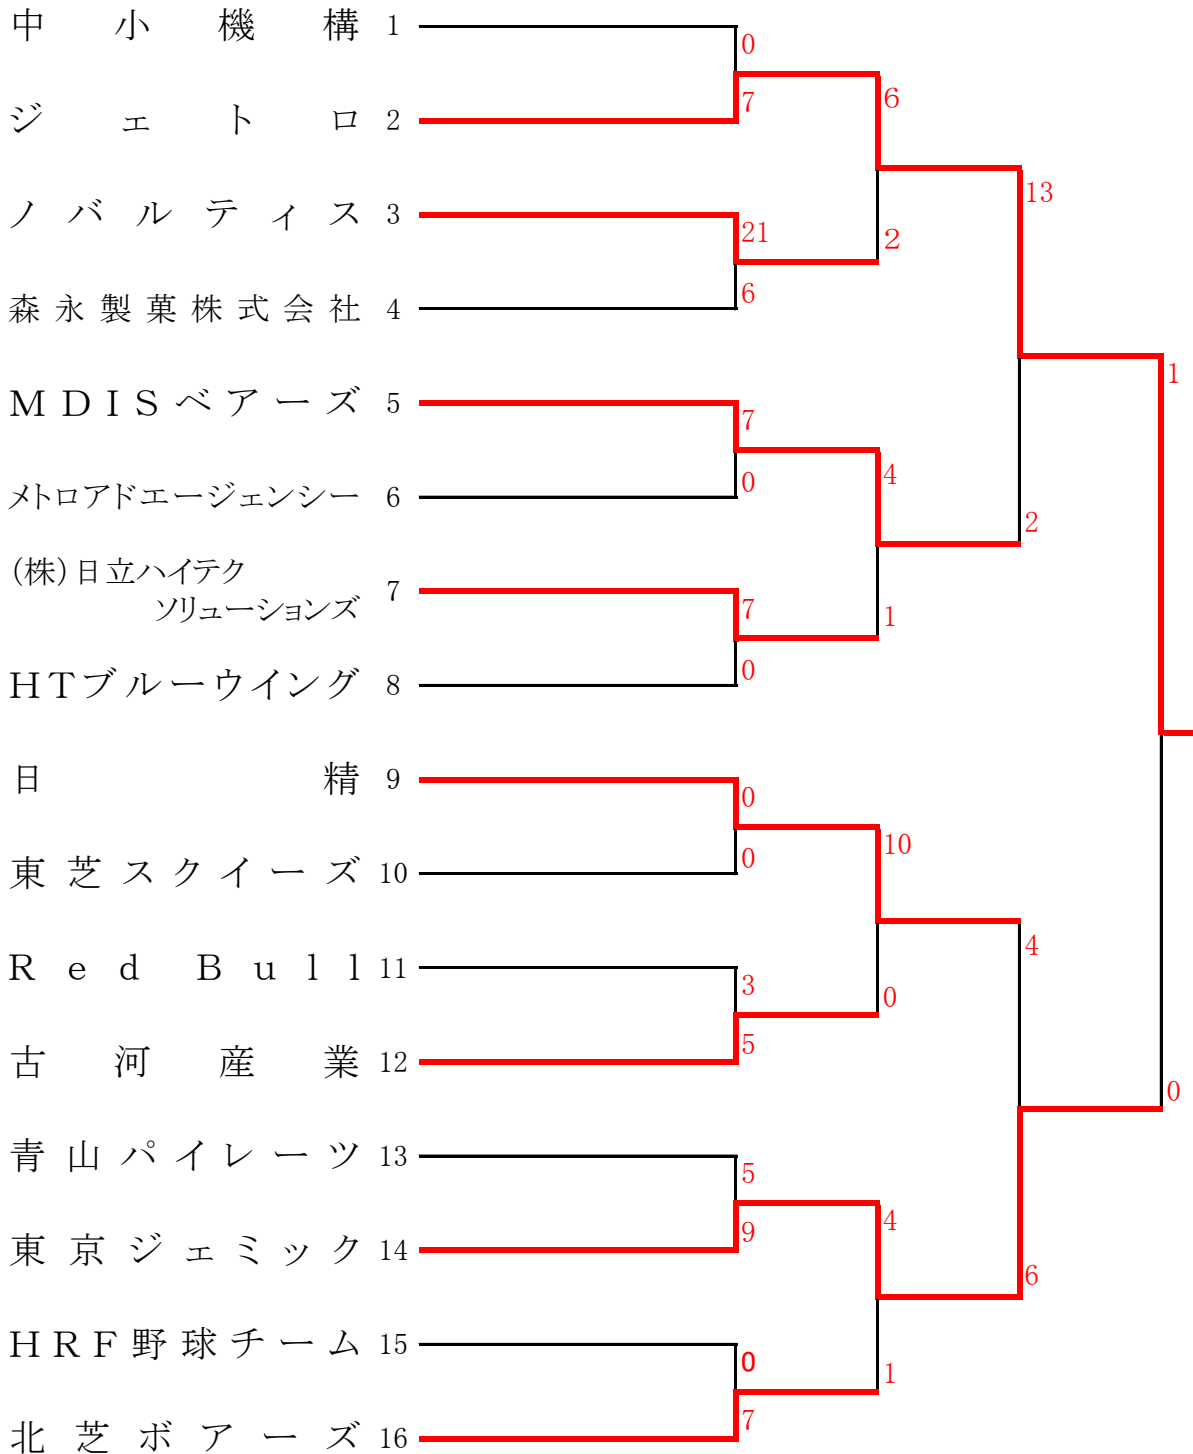 中小機構 1
0
ジェトロ 2
7
6
ノバルティス 3
21
2
13
森永製菓株式会社 4
6
MDISベアーズ 5
7
1
メトロアドエージェンシー 6
0
4
2
(株)日立ハイテク
ソリューションズ 7
7
1
HTブルーウイング 8
0
日精 9
0
東芝スクイーズ 10
0
10
Red Bull 11
3
0
4
古河産業 12
5
0
青山パイレーツ 13
5
東京ジェミック 14
9
4
6
HRF野球チーム 15
0
1
北芝ボアーズ 16
7